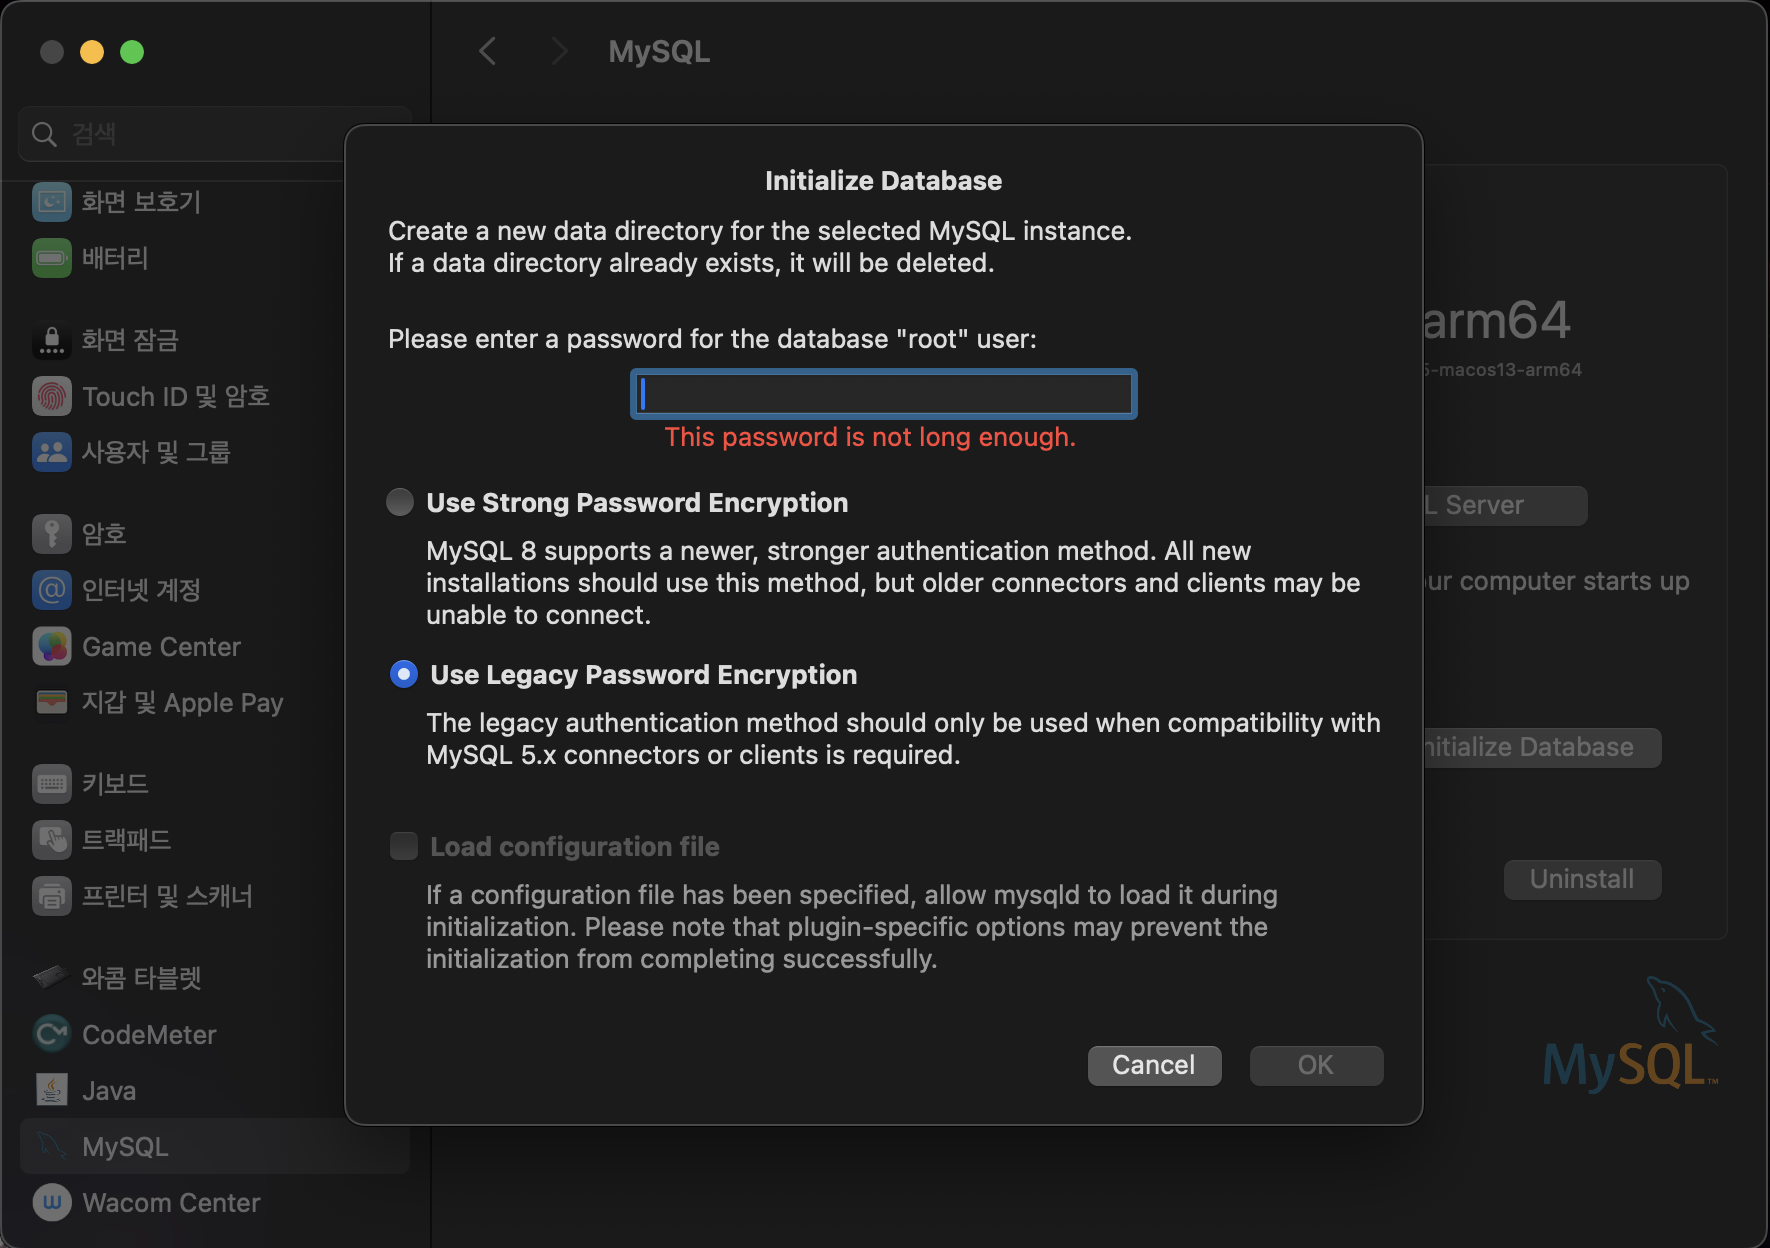 MySQL
검색
화면 보호기
배터리
화면 잠금
Touch ID 및 암호
사용자 및 그룹
암호
인터넷 계정
Game Center
지갑 및 Apple Pay
키보드
트랙패드
프린터 및 스캐너
와콤 타블렛
CodeMeter
Java
MySQL
Wacom Center
Initialize Database
Create a new data directory for the selected MySQL instance.
If a data directory already exists, it will be deleted.
Please enter a password for the database "root" user:
This password is not long enough.
Use Strong Password Encryption
MySQL 8 supports a newer, stronger authentication method. All new
installations should use this method, but older connectors and clients may be
unable to connect.
Use Legacy Password Encryption
The legacy authentication method should only be used when compatibility with
MySQL 5.x connectors or clients is required.
Load configuration file
If a configuration file has been specified, allow mysqld to load it during
initialization. Please note that plugin-specific options may prevent the
initialization from completing successfully.
Cancel
OK
arm64
-macos13-arm64
L Server
ur computer starts up
nitialize Database
Uninstall
MySQL™